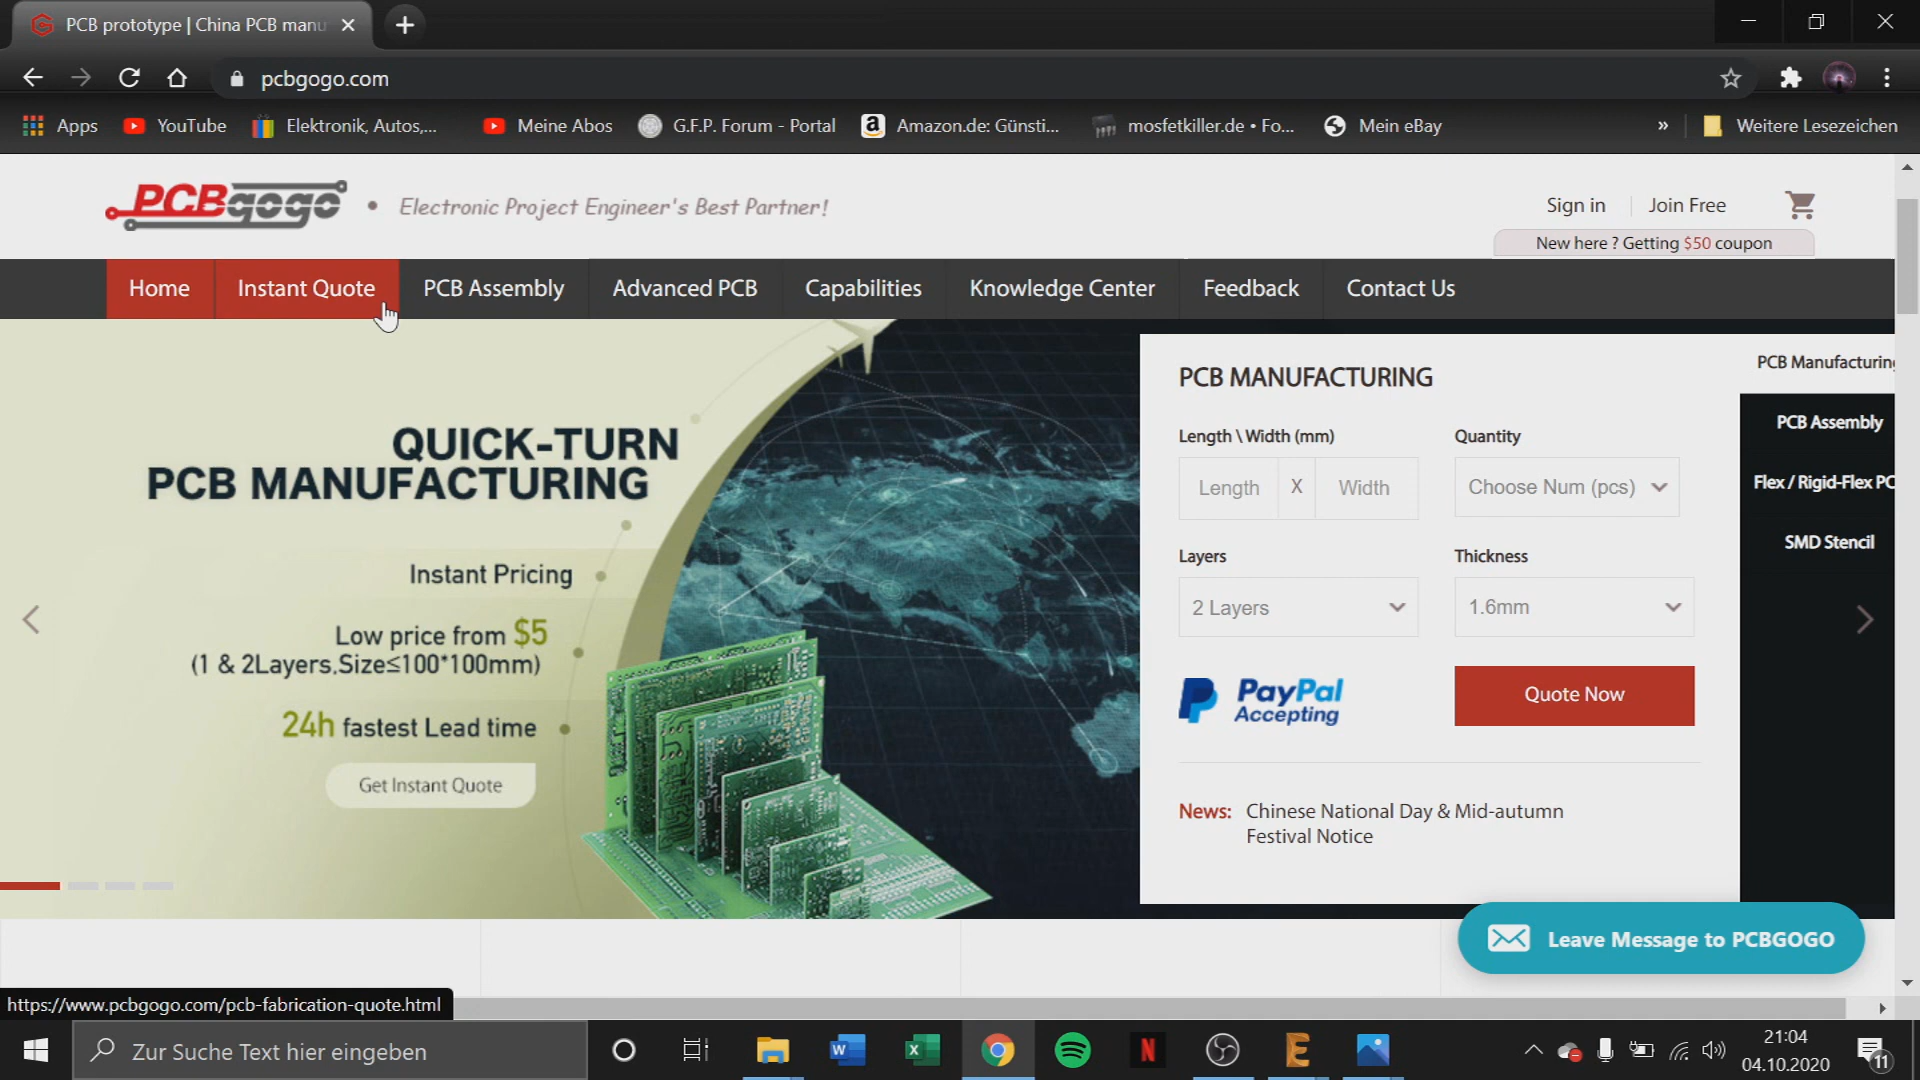 PCB prototype | China PCB manu
pcbgogo.com
Apps
YouTube
Elektronik, Autos,...
Meine Abos
G.F.P. Forum - Portal
Amazon.de: Günsti...
mosfetkiller.de • Fo...
Mein eBay
»
Weitere Lesezeichen
PCBgogo • Electronic Project Engineer's Best Partner!
Sign in
Join Free
New here ? Getting $50 coupon
Home
Instant Quote
PCB Assembly
Advanced PCB
Capabilities
Knowledge Center
Feedback
Contact Us
QUICK-TURN
PCB MANUFACTURING
Instant Pricing
Low price from $5
(1 & 2Layers,Size≤100*100mm)
24h fastest Lead time
Get Instant Quote
PCB MANUFACTURING
Length \ Width (mm)
Quantity
Length X Width
Choose Num (pcs)
Layers
Thickness
2 Layers
1.6mm
PayPal
Accepting
Quote Now
News: Chinese National Day & Mid-autumn
Festival Notice
PCB Manufacturing
PCB Assembly
Flex / Rigid-Flex PC
SMD Stencil
Leave Message to PCBGOGO
https://www.pcbgogo.com/pcb-fabrication-quote.html
Zur Suche Text hier eingeben
21:04
04.10.2020
11